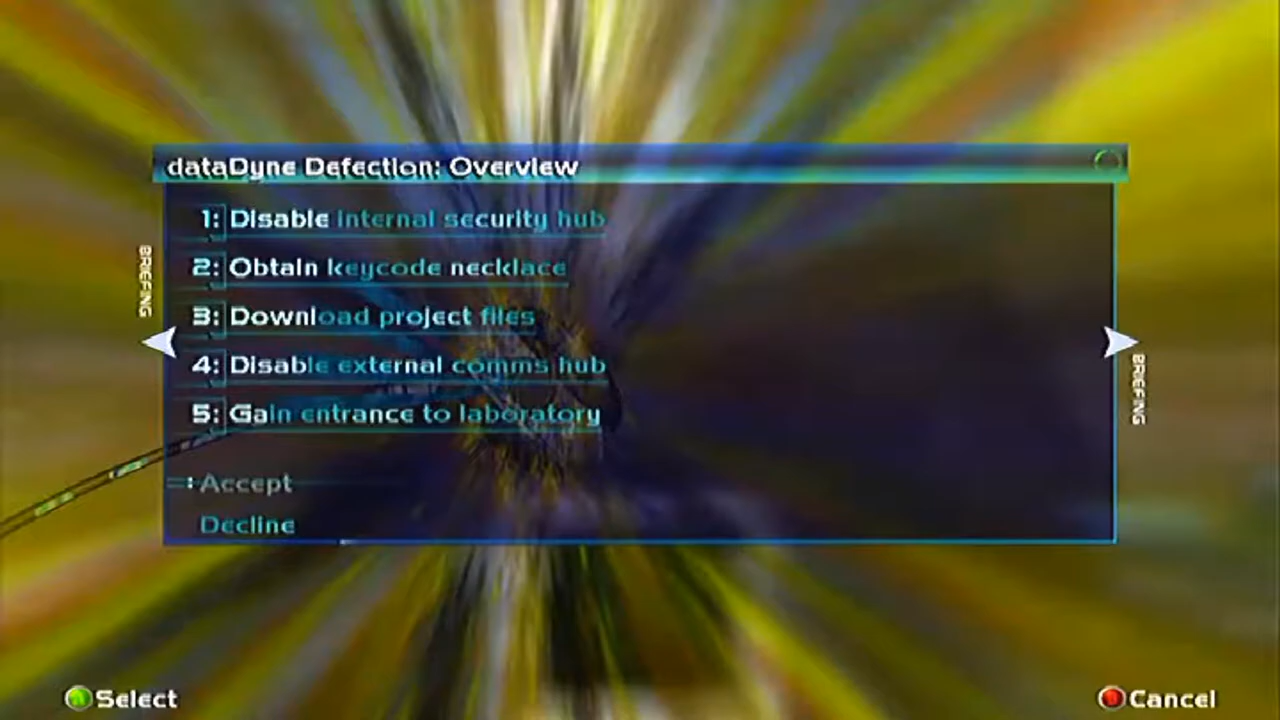 dataDyne Defection: Overview
1: Disable internal security hub
2: Obtain keycode necklace
3: Download project files
4: Disable external comms hub
5: Gain entrance to laboratory
Accept
Decline
BRIEFING
BRIEFING
Select
Cancel